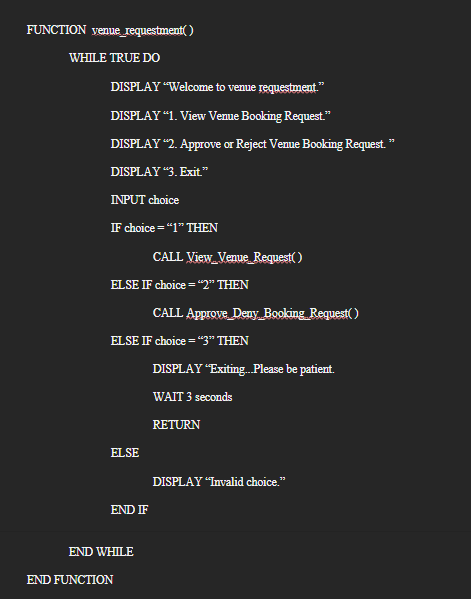 FUNCTION venue_requestment( )
WHILE TRUE DO
DISPLAY “Welcome to venue requestment.”
DISPLAY “1. View Venue Booking Request.”
DISPLAY “2. Approve or Reject Venue Booking Request. ”
DISPLAY “3. Exit.”
INPUT choice
IF choice = “1” THEN
CALL View_Venue_Request( )
ELSE IF choice = “2” THEN
CALL Approve_Deny_Booking_Request( )
ELSE IF choice = “3” THEN
DISPLAY “Exiting...Please be patient.
WAIT 3 seconds
RETURN
ELSE
DISPLAY “Invalid choice.”
END IF
END WHILE
END FUNCTION